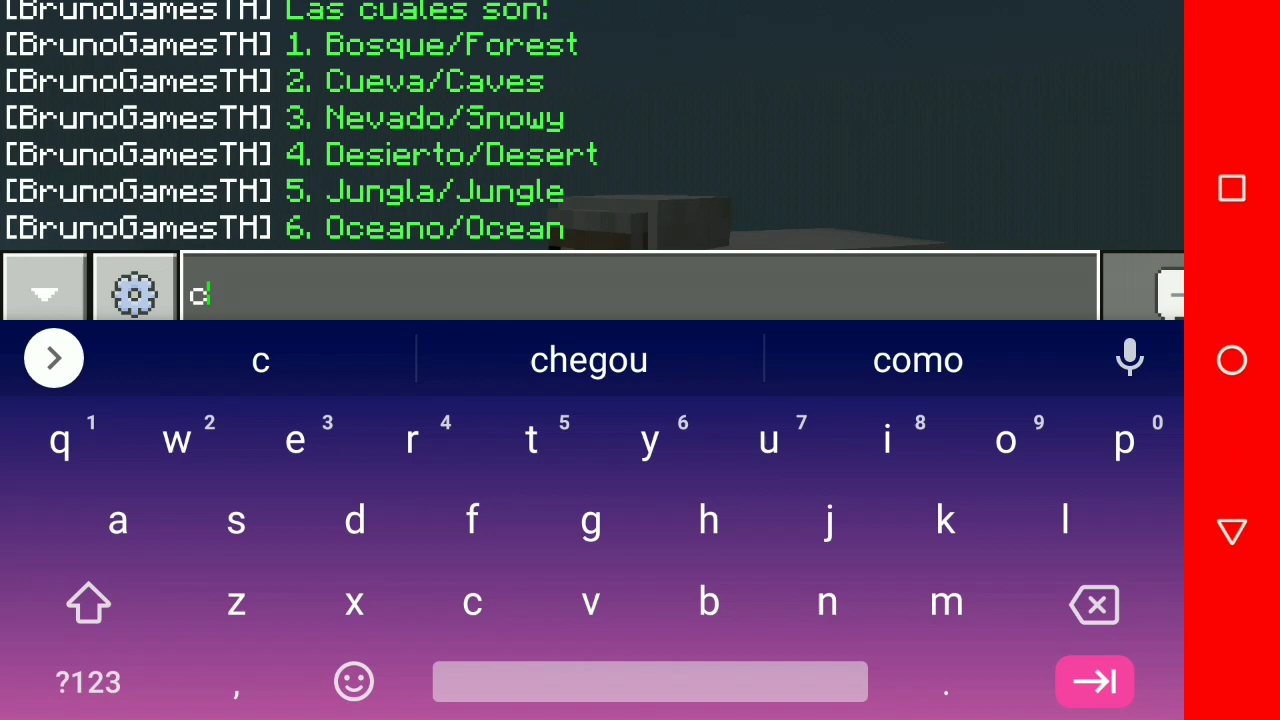 [BrunoGamesTH] Las cuales son:
[BrunoGamesTH] 1. Bosque/Forest
[BrunoGamesTH] 2. Cueva/Caves
[BrunoGamesTH] 3. Nevado/Snowy
[BrunoGamesTH] 4. Desierto/Desert
[BrunoGamesTH] 5. Jungla/Jungle
[BrunoGamesTH] 6. Oceano/Ocean
c
c chegou como
q 1 w 2 e 3 r 4 t 5 y 6 u 7 i 8 o 9 p 0
a s d f g h j k l
z x c v b n m
?123 , .